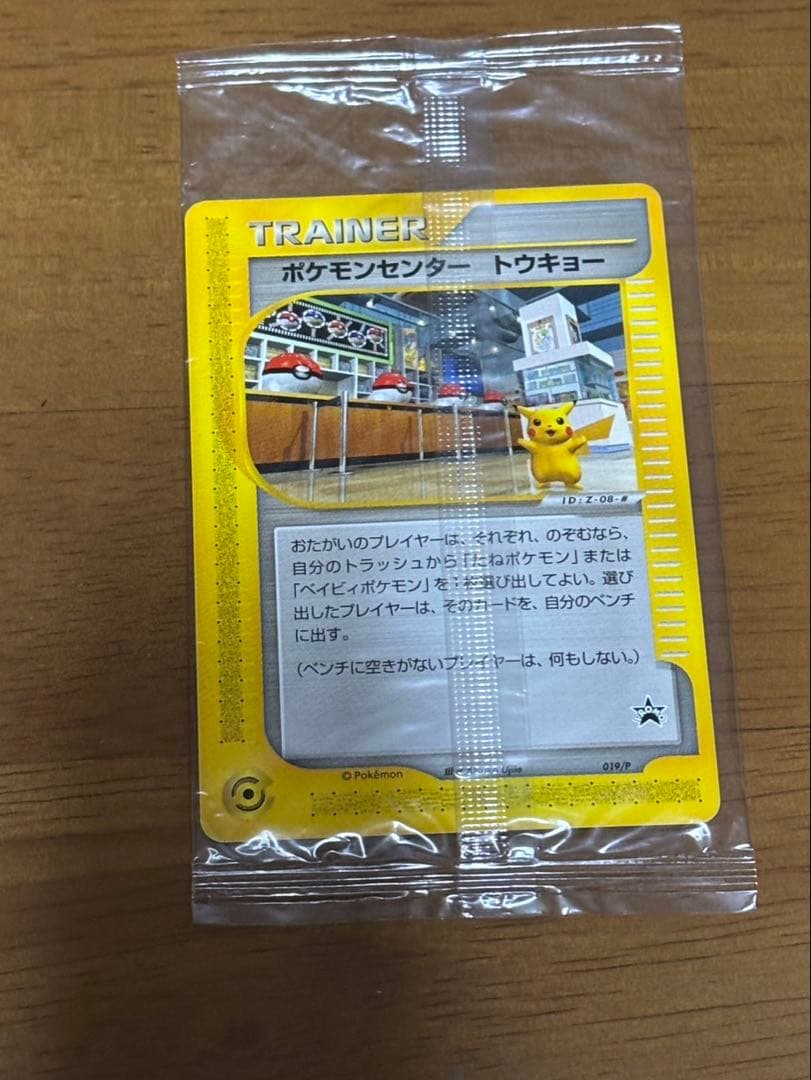 TRAINER
ポケモンセンター トウキョー
ID:Z-08-#
おたがいのプレイヤーは、それぞれ、のぞむなら、
自分のトラッシュから「たねポケモン」または
「ベイビィポケモン」を1枚選び出してよい。選び
出したプレイヤーは、そのカードを、自分のベンチ
に出す。
(ベンチに空きがないプレイヤーは、何もしない。)
PROMO
©Pokémon
Ujiie
019/P